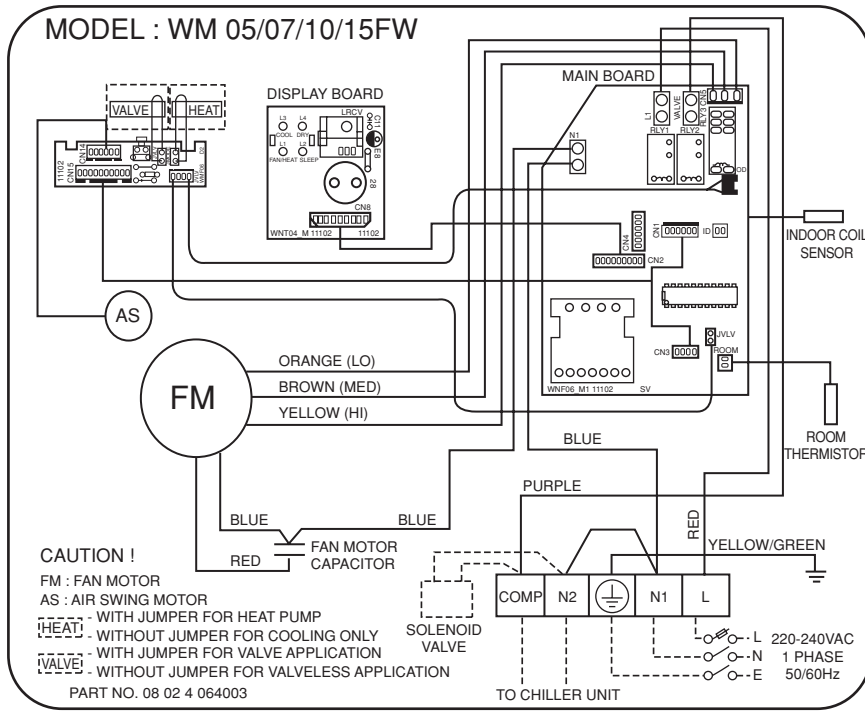 MODEL : WM 05/07/10/15FW
VALVE
HEAT
CN14
CN15
11102
DISPLAY BOARD
L3
L4
COOL
DRY
L1
L2
FAN/HEAT
SLEEP
LRCV
C11
E8
28
CN8
WNT04_M 11102
11102
MAIN BOARD
L1
VALVE
RLY3
CN5
RLY1
RLY2
N1
OD
CN4
CN1
ID
CN2
CN3
JVLV
ROOM
WNF06_M1 11102
SV
INDOOR COIL
SENSOR
ROOM
THERMISTOR
AS
FM
ORANGE (LO)
BROWN (MED)
YELLOW (HI)
BLUE
PURPLE
RED
BLUE
BLUE
RED
FAN MOTOR
CAPACITOR
YELLOW/GREEN
COMP
N2
N1
L
SOLENOID
VALVE
TO CHILLER UNIT
L 220-240VAC
N 1 PHASE
E 50/60Hz
CAUTION !
FM : FAN MOTOR
AS : AIR SWING MOTOR
HEAT - WITH JUMPER FOR HEAT PUMP
- WITHOUT JUMPER FOR COOLING ONLY
VALVE - WITH JUMPER FOR VALVE APPLICATION
- WITHOUT JUMPER FOR VALVELESS APPLICATION
PART NO. 08 02 4 064003